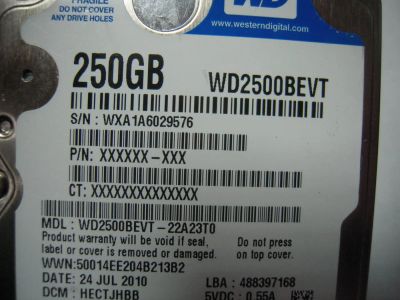 FRAGILE
DO NOT COVER
ANY DRIVE HOLES
WD
www.westerndigital.com
250GB WD2500BEVT
S/N: WXA1A6029576
P/N: XXXXXX-XXX
CT: XXXXXXXXXXXXXX
MDL: WD2500BEVT-22A23T0
Product warranty will be void if seal, Do not press
label or cover is removed or damaged. on top cover.
WWN:50014EE204B213B2
DATE: 24 JUL 2010 LBA: 488397168
DCM: HECTJHBB 5VDC: 0.55A